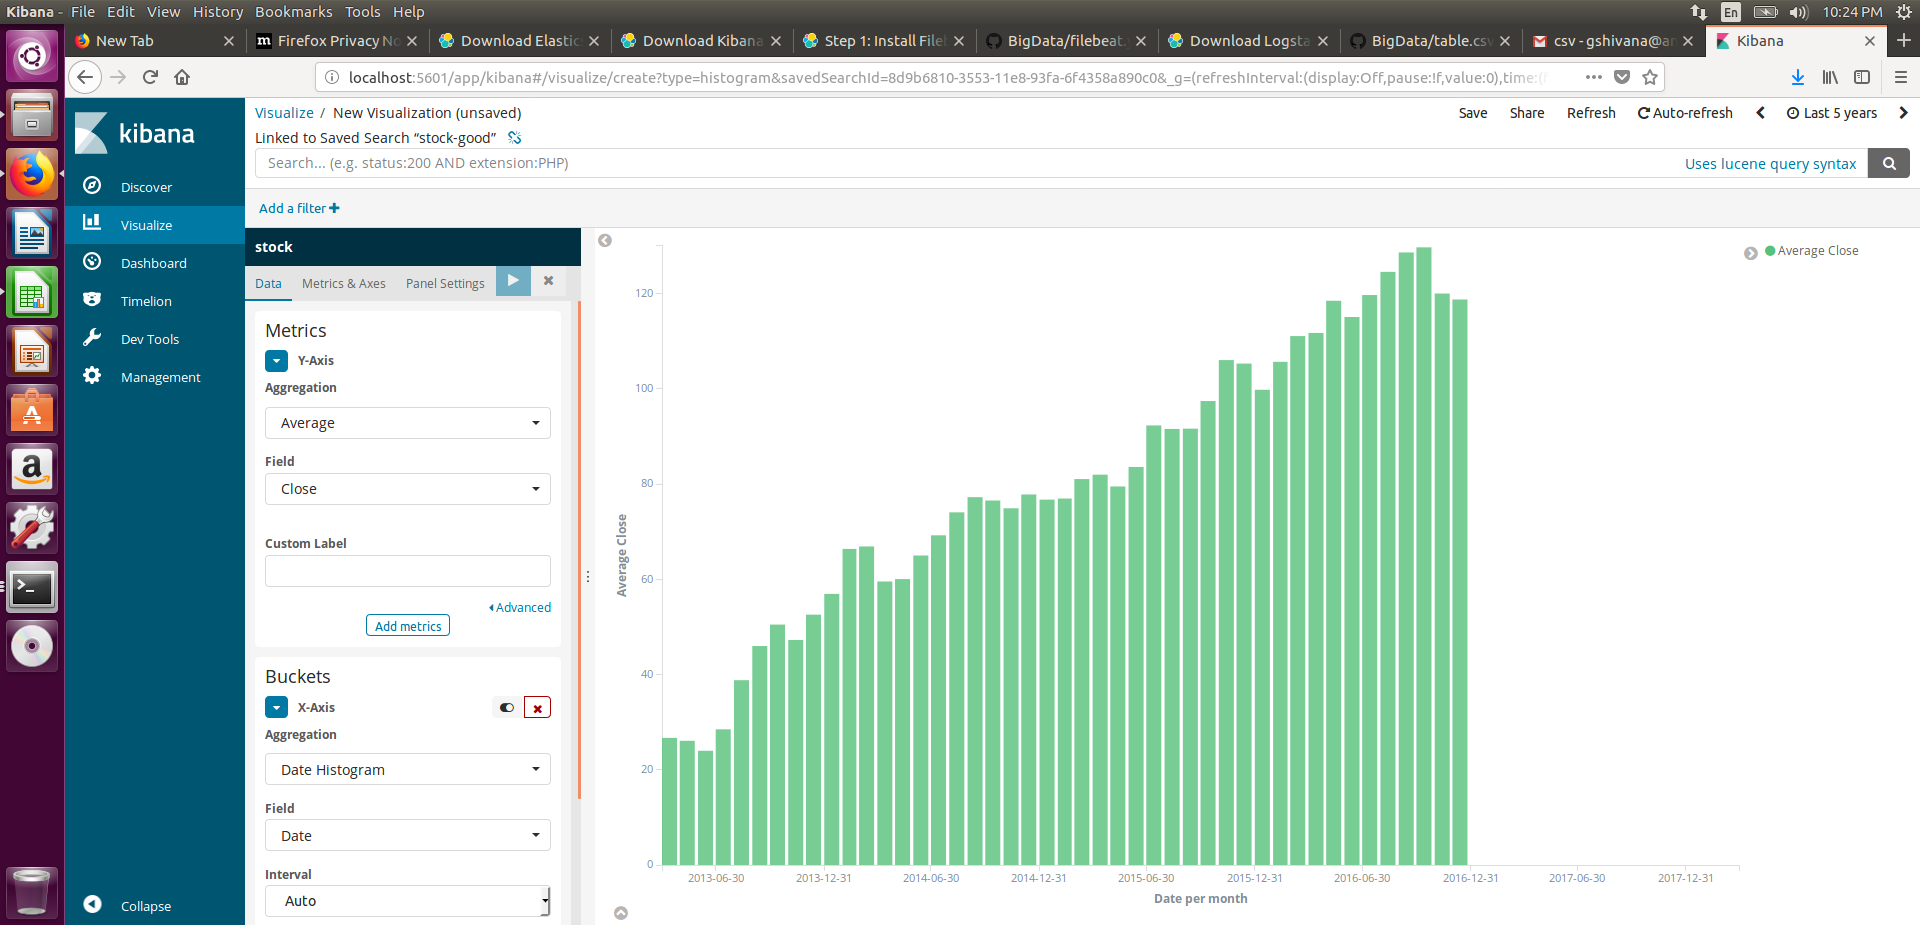 Kibana - File Edit View History Bookmarks Tools Help En 10:24 PM
New Tab Firefox Privacy No Download Elastic Download Kibana Step 1: Install File BigData/filebeat. Download Logsta BigData/table.csv csv - gshivana@ Kibana
localhost:5601/app/kibana#/visualize/create?type=histogram&savedSearchId=8d9b6810-3553-11e8-93fa-6f4358a890c0&_g=(refreshInterval:(display:Off,pause:!f,value:0),time:(
kibana
Discover
Visualize
Dashboard
Timelion
Dev Tools
Management
Collapse
Visualize / New Visualization (unsaved) Save Share Refresh Auto-refresh Last 5 years
Linked to Saved Search “stock-good”
Search... (e.g. status:200 AND extension:PHP) Uses lucene query syntax
Add a filter
stock
Data Metrics & Axes Panel Settings
Metrics
Y-Axis
Aggregation
Average
Field
Close
Custom Label
Advanced
Add metrics
Buckets
X-Axis
Aggregation
Date Histogram
Field
Date
Interval
Auto
Average Close
120
100
80
60
40
20
0
Average Close
2013-06-30 2013-12-31 2014-06-30 2014-12-31 2015-06-30 2015-12-31 2016-06-30 2016-12-31 2017-06-30 2017-12-31
Date per month